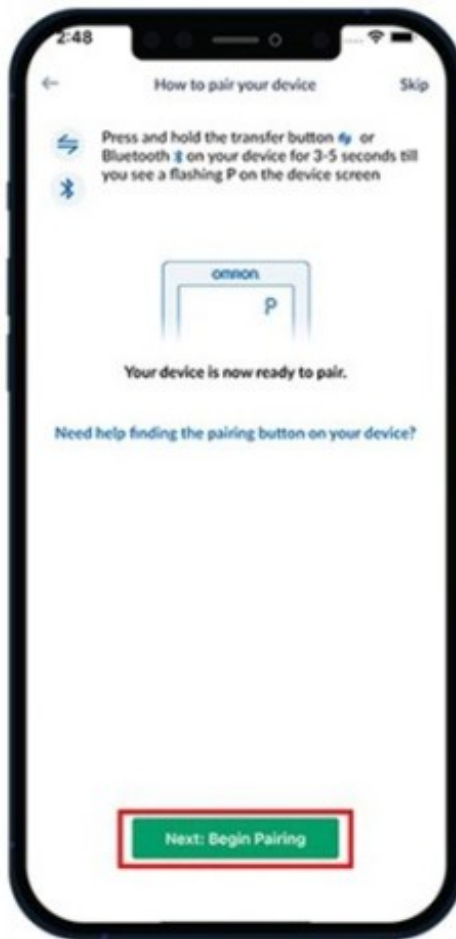 2:48
How to pair your device
Skip
Press and hold the transfer button or
Bluetooth on your device for 3-5 seconds till
you see a flashing P on the device screen
OMRON
P
Your device is now ready to pair.
Need help finding the pairing button on your device?
Next: Begin Pairing